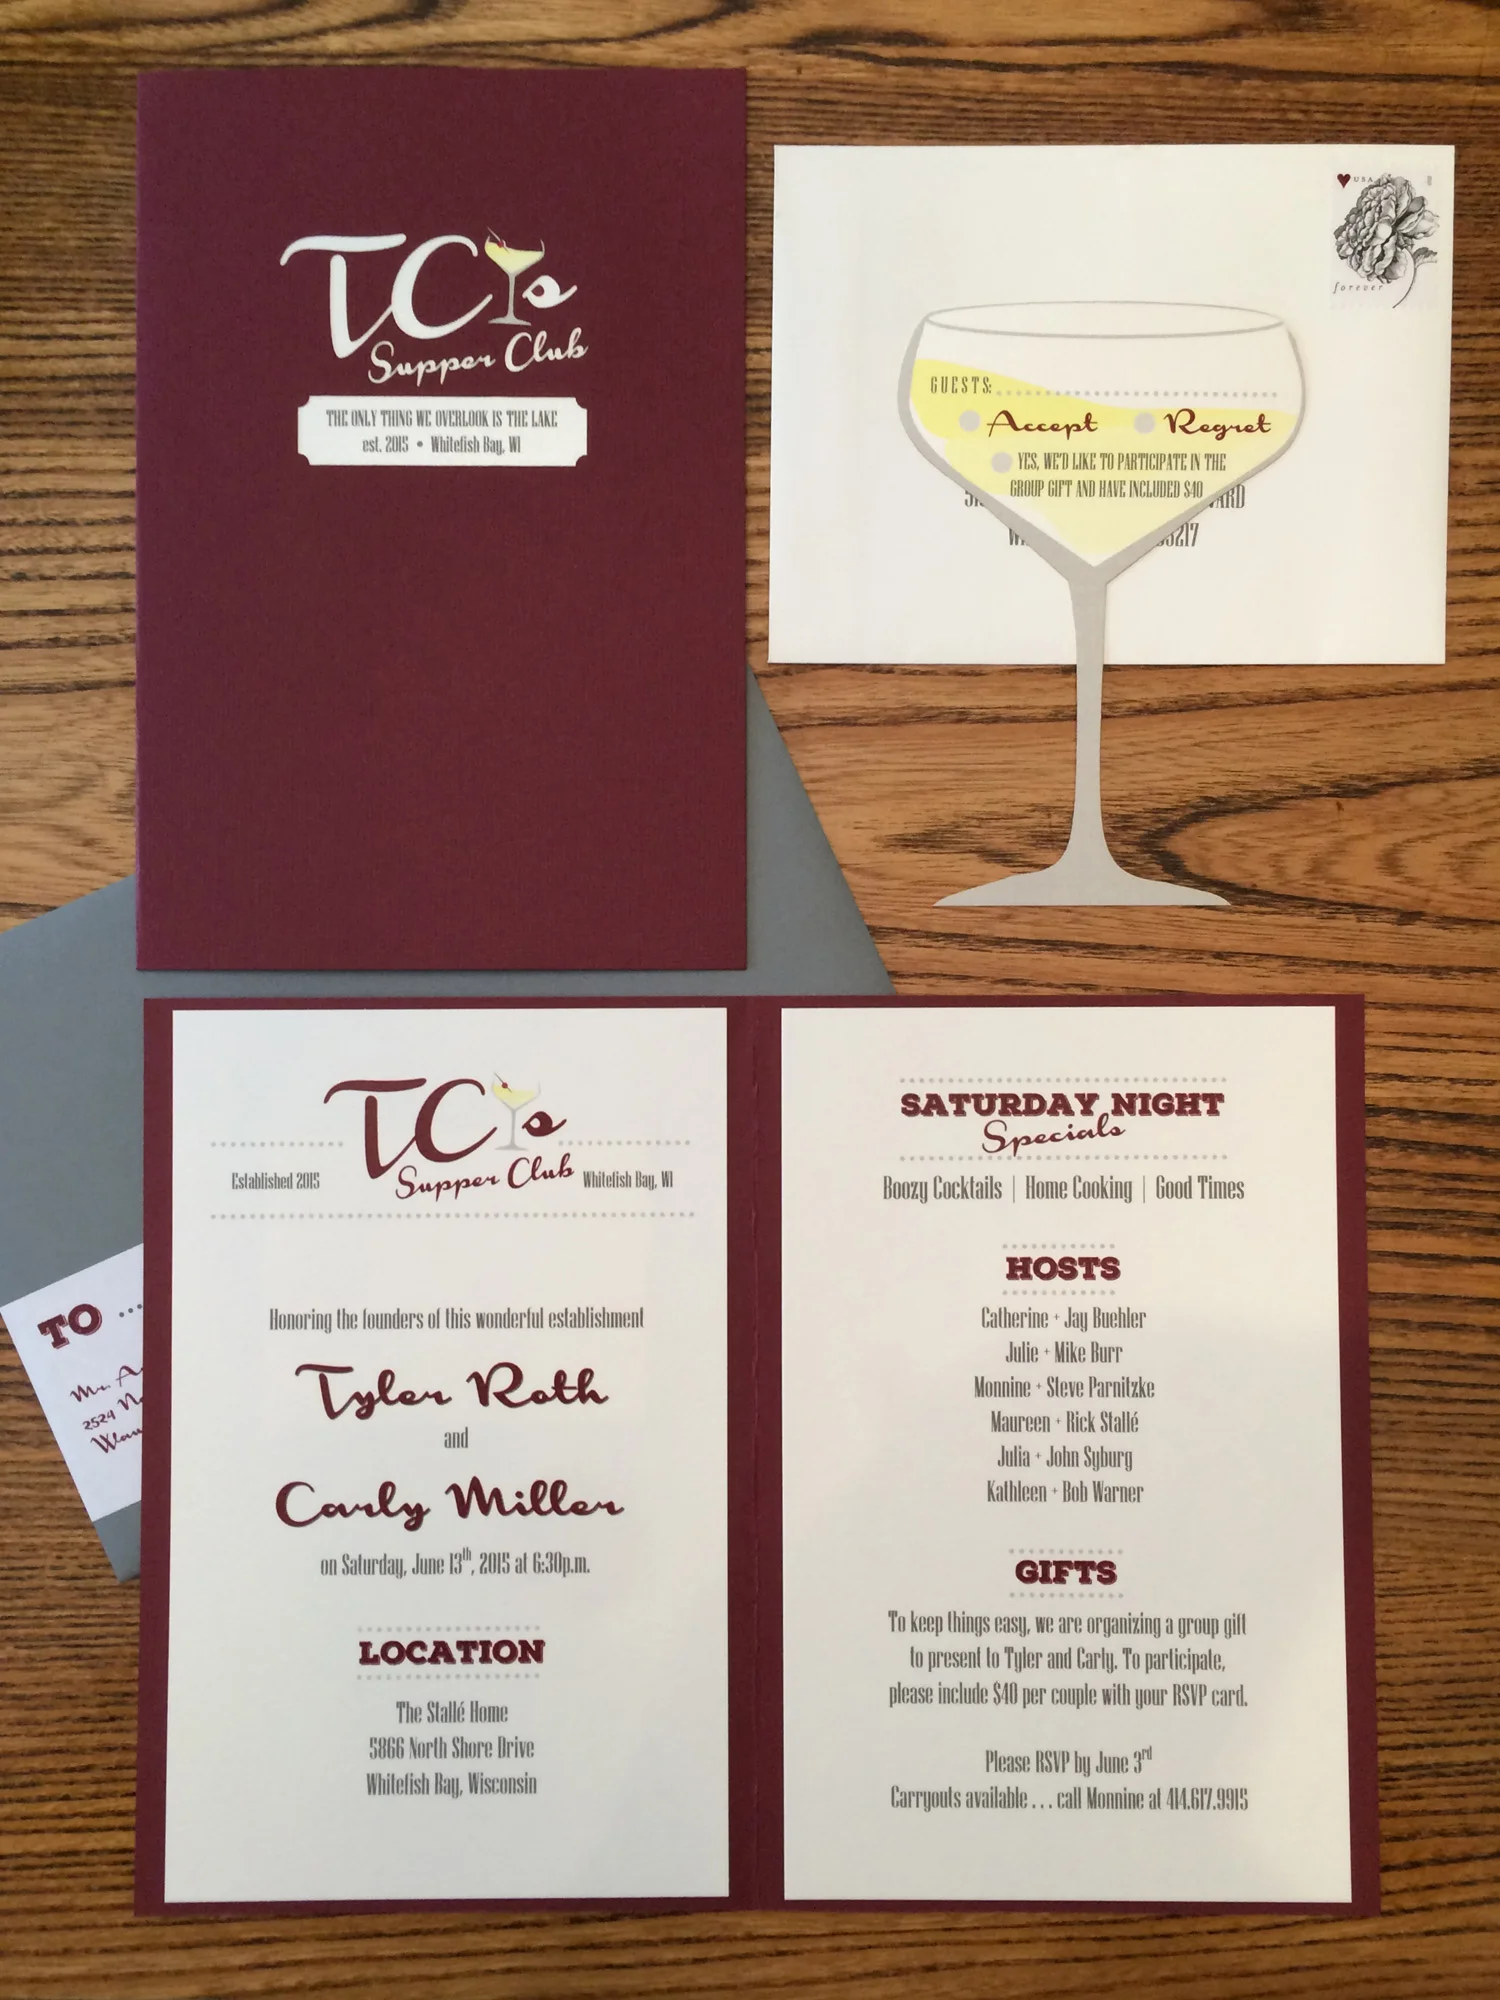 TC's
Supper Club
THE ONLY THING WE OVERLOOK IS THE LAKE
est. 2015 • Whitefish Bay, WI
USA
forever
GUESTS:
Accept Regret
YES, WE'D LIKE TO PARTICIPATE IN THE
GROUP GIFT AND HAVE INCLUDED $40
TO
2524
TC's
Supper Club
Established 2015 Whitefish Bay, WI
Honoring the founders of this wonderful establishment
Tyler Roth
and
Carly Miller
on Saturday, June 13th, 2015 at 6:30p.m.
LOCATION
The Stallé Home
5866 North Shore Drive
Whitefish Bay, Wisconsin
SATURDAY NIGHT
Specials
Boozy Cocktails | Home Cooking | Good Times
HOSTS
Catherine + Jay Buehler
Julie + Mike Burr
Monnine + Steve Parnitzke
Maureen + Rick Stallé
Julia + John Syburg
Kathleen + Bob Warner
GIFTS
To keep things easy, we are organizing a group gift
to present to Tyler and Carly. To participate,
please include $40 per couple with your RSVP card.
Please RSVP by June 3rd
Carryouts available . . . call Monnine at 414.617.9915